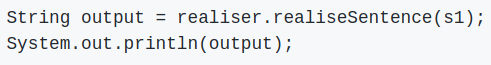 String output = realiser.realiseSentence(s1);
System.out.println(output);